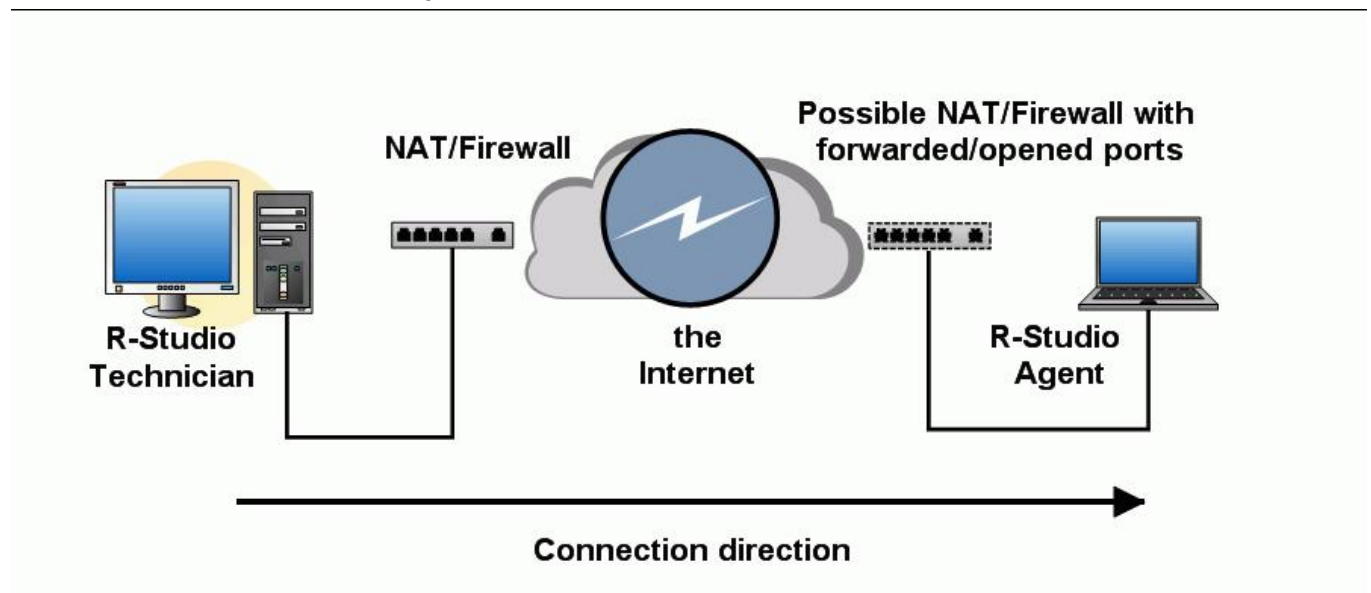 NAT/Firewall
Possible NAT/Firewall with
forwarded/opened ports
R-Studio
Technician
the
Internet
R-Studio
Agent
Connection direction